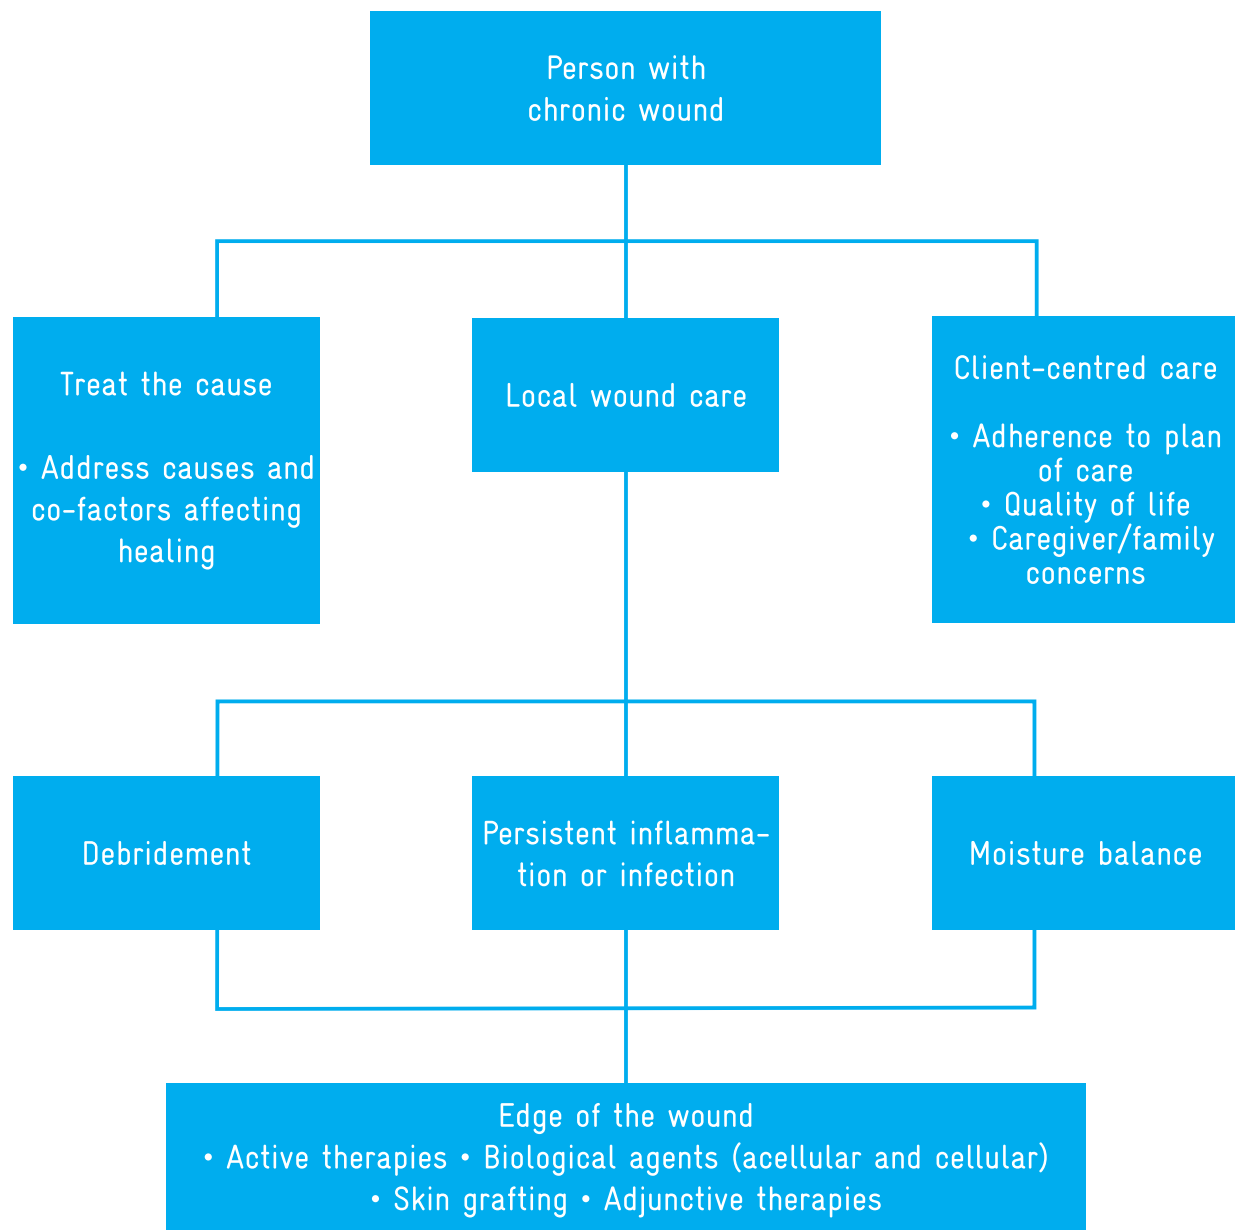 Person with
chronic wound
Treat the cause
• Address causes and
co-factors affecting
healing
Local wound care
Client-centred care
• Adherence to plan
of care
• Quality of life
• Caregiver/family
concerns
Debridement
Persistent inflamma-
tion or infection
Moisture balance
Edge of the wound
• Active therapies • Biological agents (acellular and cellular)
• Skin grafting • Adjunctive therapies